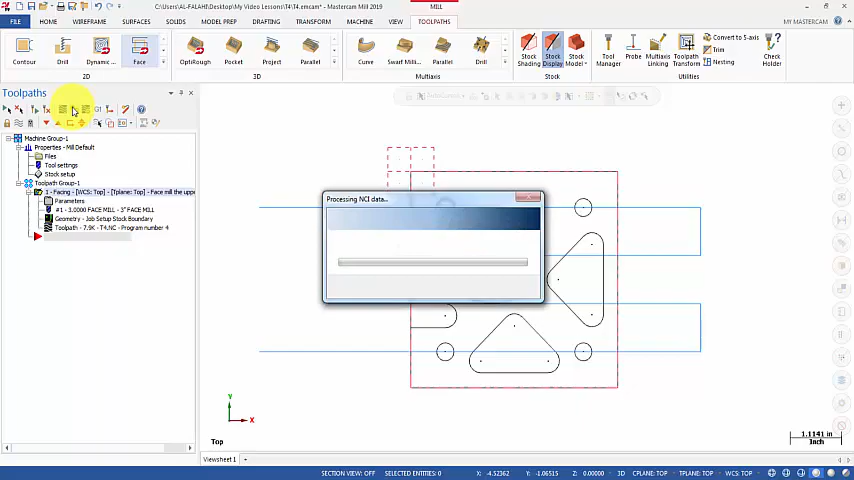 C:\Users\AL-FALAHI\Desktop\My Video Lessons\T4\T4.emcam* - Mastercam Mill 2019
MILL
FILE HOME WIREFRAME SURFACES SOLIDS MODEL PREP DRAFTING TRANSFORM MACHINE VIEW TOOLPATHS MY MASTERCAM
Contour Drill Dynamic ... Face OptiRough Pocket Curve Swarf Milli... Multiaxis... Drill Stock Shading Stock Display Stock Model Tool Manager Probe Multiaxis Linking Toolpath Transform Convert to 5-axis Trim Nesting Check Holder
2D 3D Multiaxis Stock Utilities
Toolpaths
G1
Machine Group-1
Properties - Mill Default
Files
Tool settings
Stock setup
Toolpath Group-1
1 - Facing - [WCS: Top] - [Tplane: Top] - Face mill the uppe
Parameters
#1 - 3.0000 FACE MILL - 3" FACE MILL
Geometry - Job Setup Stock Boundary
Toolpath - 7.9K - T4.NC - Program number 4
Processing NCI data...
Y
X
Top
1.1141 in
Inch
Viewsheet 1
SECTION VIEW: OFF SELECTED ENTITIES: 0 X: -4.52362 Y: -1.06515 Z: 0.00000 3D CPLANE: TOP TPLANE: TOP WCS: TOP